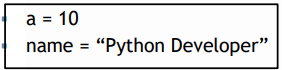 a = 10
name = “Python Developer”